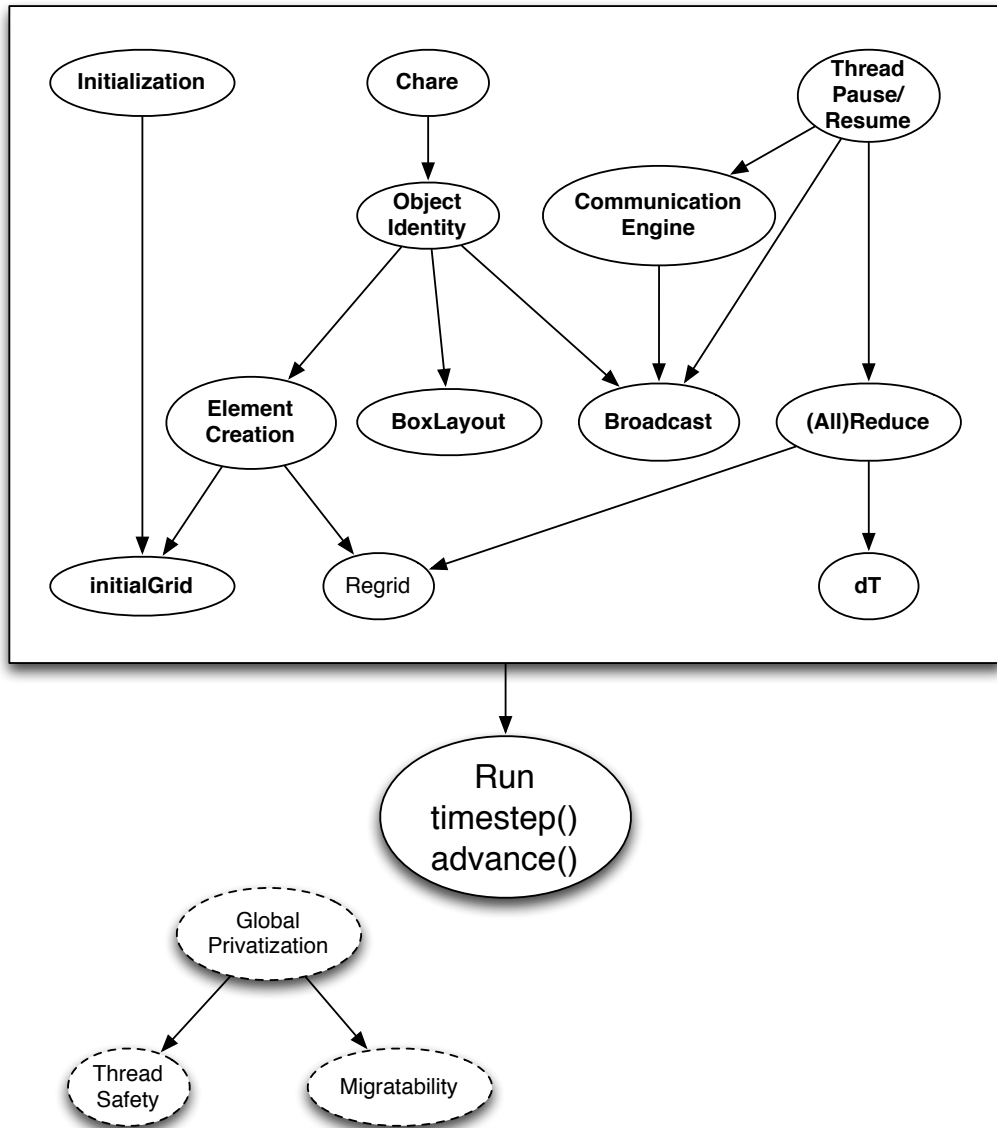 Initialization
Chare
Thread
Pause/
Resume
Object
Identity
Communication
Engine
Element
Creation
BoxLayout
Broadcast
(All)Reduce
initialGrid
Regrid
dT
Run
timestep()
advance()
Global
Privatization
Thread
Safety
Migratability